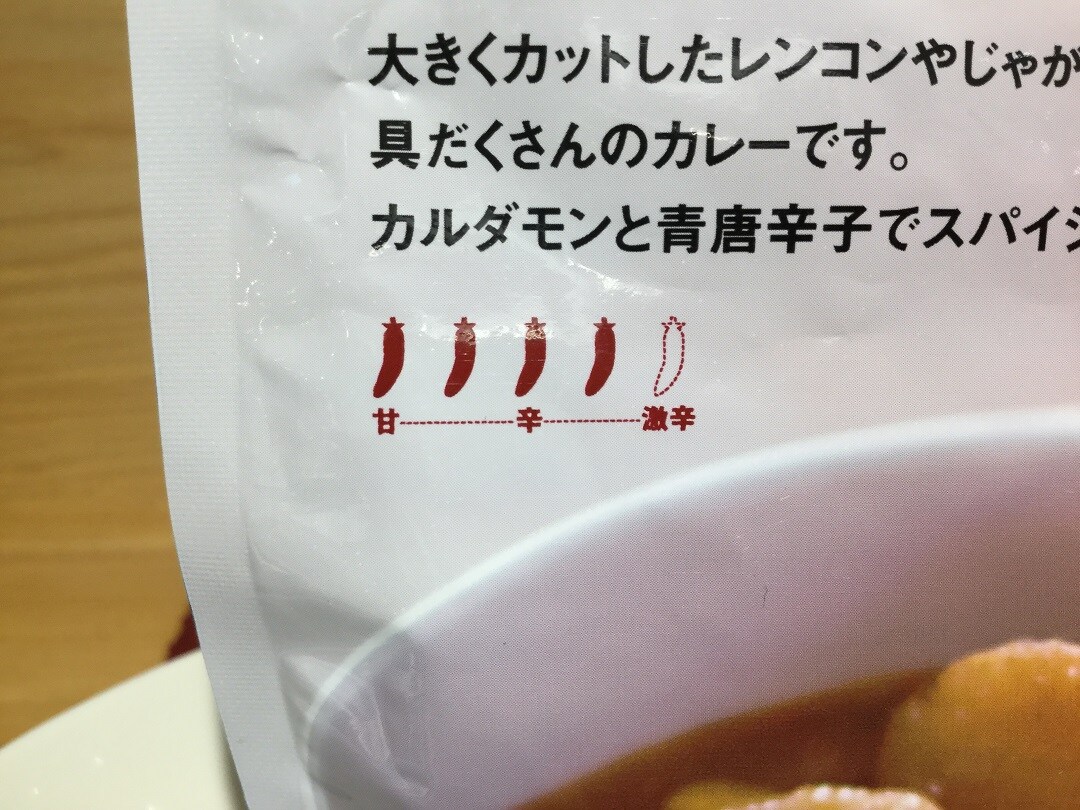 大きくカットしたレンコンやじゃが
具だくさんのカレーです。
カルダモンと青唐辛子でスパイ
甘----------辛----------激辛